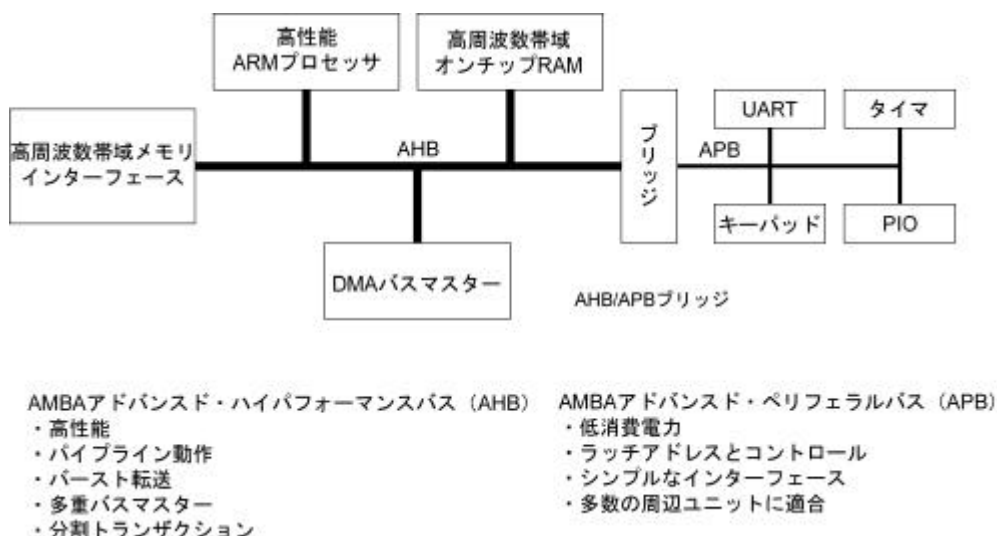 高性能
ARMプロセッサ
高周波数帯域
オンチップRAM
高周波数帯域メモリ
インターフェース
AHB
ブリッジ
APB
UART
タイマ
キーパッド
PIO
DMAバスマスター
AHB/APBブリッジ
AMBAアドバンスド・ハイパフォーマンスバス（AHB）
・高性能
・パイプライン動作
・バースト転送
・多重バスマスター
・分割トランザクション
AMBAアドバンスド・ペリフェラルバス（APB）
・低消費電力
・ラッチアドレスとコントロール
・シンプルなインターフェース
・多数の周辺ユニットに適合